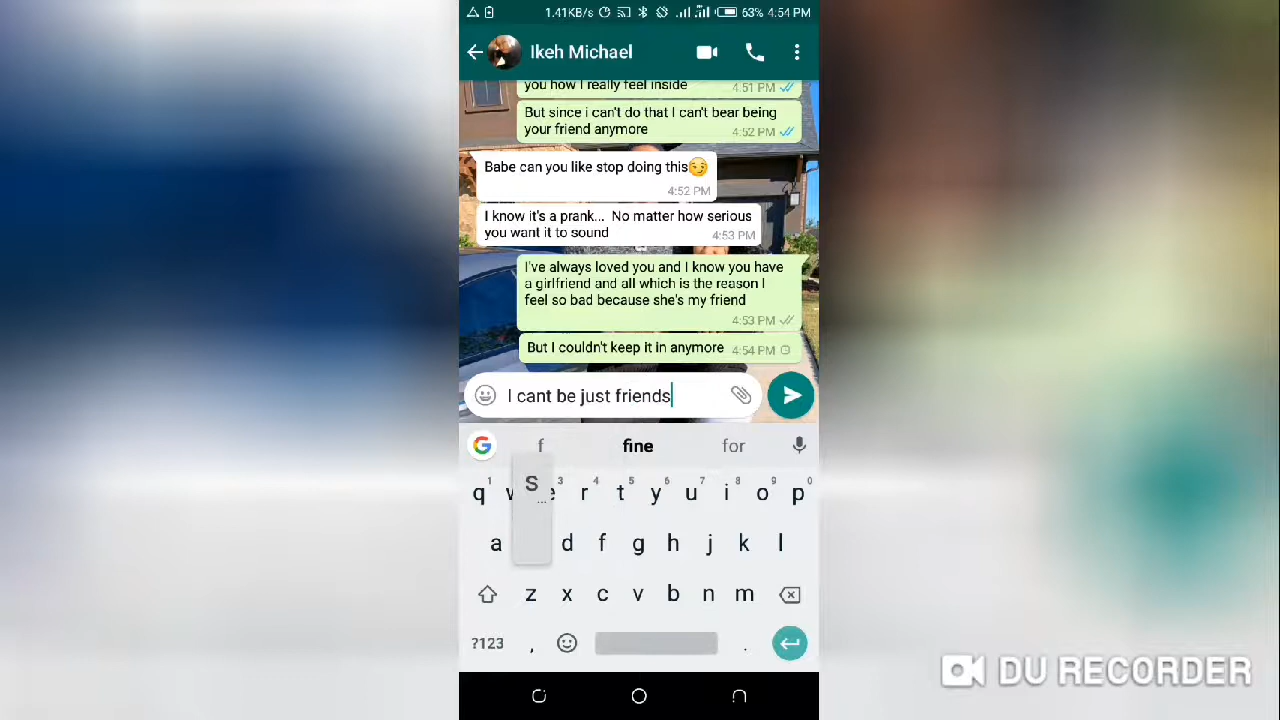 1.41KB/s 63% 4:54 PM
Ikeh Michael
you how I really feel inside
4:51 PM
But since i can't do that I can't bear being
your friend anymore
4:52 PM
Babe can you like stop doing this😏
4:52 PM
I know it's a prank... No matter how serious
you want it to sound
4:53 PM
I've always loved you and I know you have
a girlfriend and all which is the reason I
feel so bad because she's my friend
4:53 PM
But I couldn't keep it in anymore 4:54 PM
I cant be just friends
G f fine for
1 3 4 5 6 7 8 9 0
q w e r t y u i o p
S
...
a d f g h j k l
z x c v b n m
?123 , .
DU RECORDER